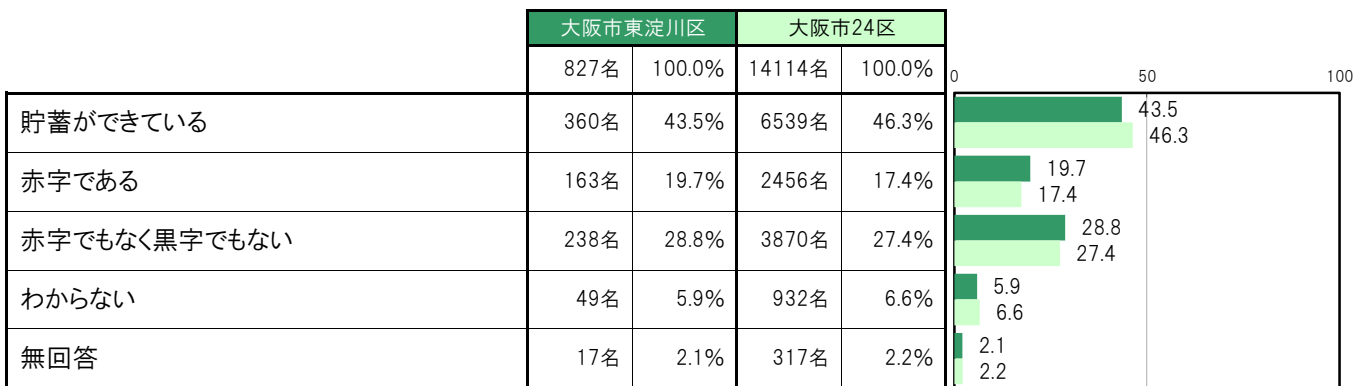 大阪市東淀川区 大阪市24区
827名 100.0% 14114名 100.0% 0 50 100
貯蓄ができている 360名 43.5% 6539名 46.3% 43.5
46.3
赤字である 163名 19.7% 2456名 17.4% 19.7
17.4
赤字でもなく黒字でもない 238名 28.8% 3870名 27.4% 28.8
27.4
わからない 49名 5.9% 932名 6.6% 5.9
6.6
無回答 17名 2.1% 317名 2.2% 2.1
2.2